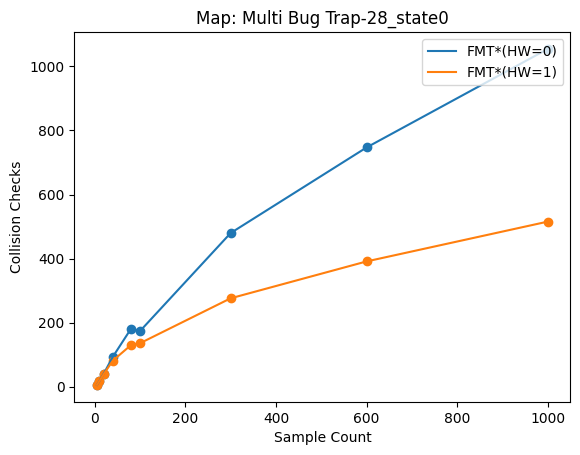 Map: Multi Bug Trap-28_state0
FMT*(HW=0)
FMT*(HW=1)
Collision Checks
1000
800
600
400
200
0
0 200 400 600 800 1000
Sample Count